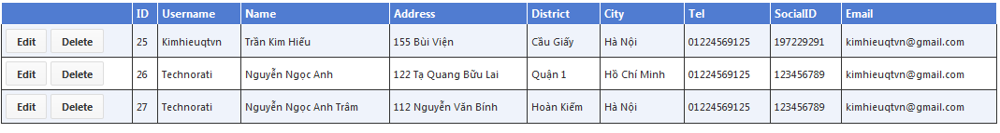 ID Username Name Address District City Tel SocialID Email
Edit Delete 25 Kimhieuqtvn Trần Kim Hiếu 155 Bùi Viện Cầu Giấy Hà Nội 01224569125 197229291 kimhieuqtvn@gmail.com
Edit Delete 26 Technorati Nguyễn Ngọc Anh 122 Tạ Quang Bữu Lai Quận 1 Hồ Chí Minh 01224569125 123456789 kimhieuqtvn@gmail.com
Edit Delete 27 Technorati Nguyễn Ngọc Anh Trâm 112 Nguyễn Văn Bính Hoàn Kiếm Hà Nội 01224569125 123456789 kimhieuqtvn@gmail.com